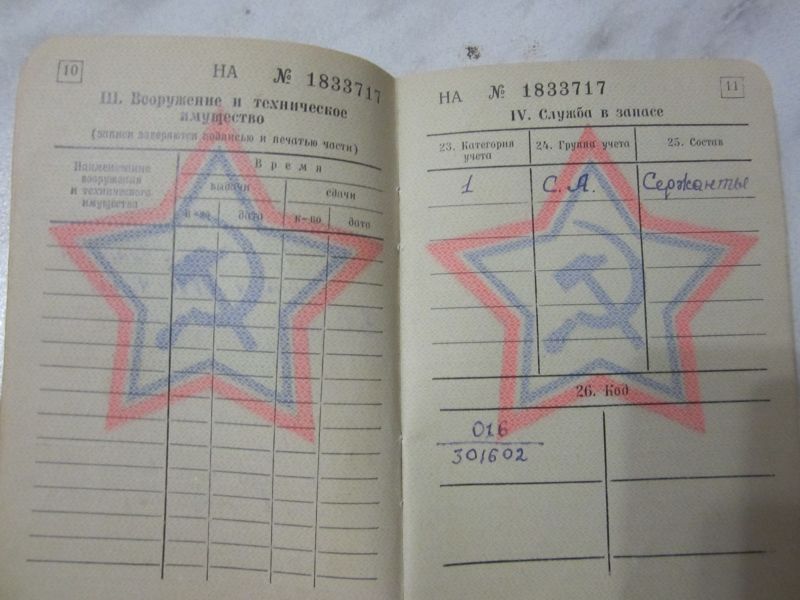 10
НА № 1833717
III. Вооружение и техническое
имущество
(записи заверяются подписью и печатью части)
Наименование
вооружения
и технического
имущества
Время
выдачи
сдачи
к-во
дата
к-во
дата
НА № 1833717
11
IV. Служба в запасе
23. Категория
учета
24. Группа учета
25. Состав
1
С.А.
Сержанты
26. Код
016
301602